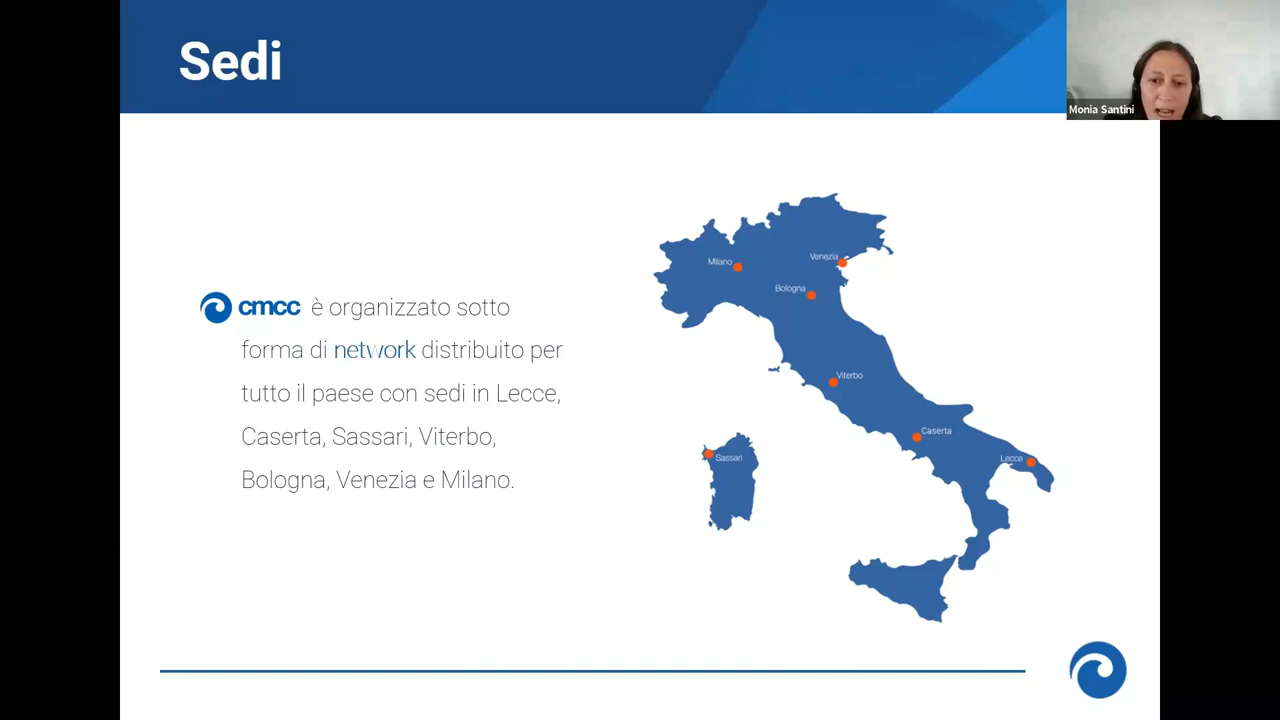 Sedi
Monia Santini
cmcc è organizzato sotto
forma di network distribuito per
tutto il paese con sedi in Lecce,
Caserta, Sassari, Viterbo,
Bologna, Venezia e Milano.
Milano
Venezia
Bologna
Viterbo
Caserta
Lecce
Sassari